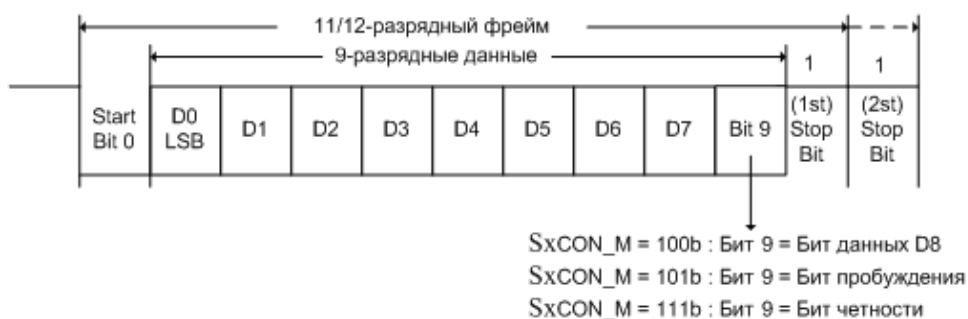 11/12-разрядный фрейм
9-разрядные данные
1
1
Start
Bit 0
D0
LSB
D1
D2
D3
D4
D5
D6
D7
Bit 9
(1st)
Stop
Bit
(2st)
Stop
Bit
SxCON_M = 100b : Бит 9 = Бит данных D8
SxCON_M = 101b : Бит 9 = Бит пробуждения
SxCON_M = 111b : Бит 9 = Бит четности